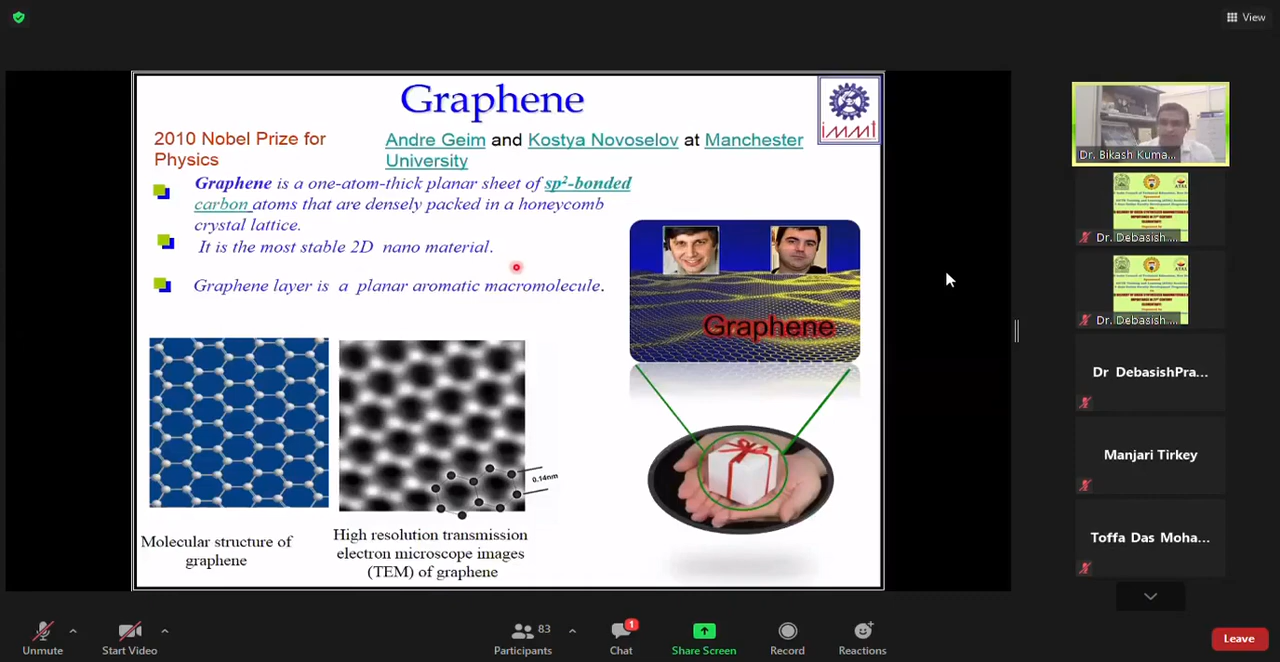 View
Graphene
immt
2010 Nobel Prize for
Physics
Andre Geim and Kostya Novoselov at Manchester
University
Graphene is a one-atom-thick planar sheet of sp²-bonded
carbon atoms that are densely packed in a honeycomb
crystal lattice.
It is the most stable 2D nano material.
Graphene layer is a planar aromatic macromolecule.
Graphene
0.14nm
Molecular structure of
graphene
High resolution transmission
electron microscope images
(TEM) of graphene
Dr. Bikash Kuma...
Dr. Debasish ...
Dr. Debasish ...
Dr DebasishPra...
Manjari Tirkey
Toffa Das Moha...
Unmute
Start Video
Participants
83
Chat
1
Share Screen
Record
Reactions
Leave